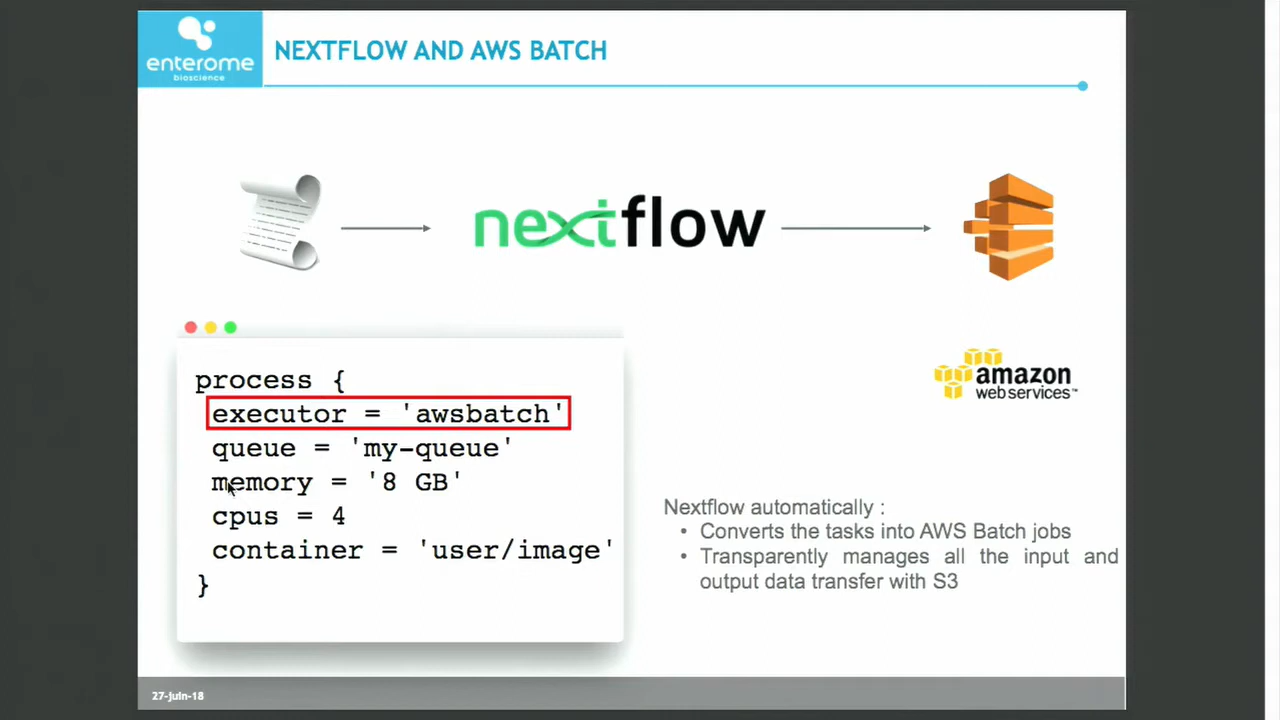 enterome
bioscience
NEXTFLOW AND AWS BATCH
nextflow
process {
executor = 'awsbatch'
queue = 'my-queue'
memory = '8 GB'
cpus = 4
container = 'user/image'
}
amazon
web services™
Nextflow automatically :
• Converts the tasks into AWS Batch jobs
• Transparently manages all the input and
output data transfer with S3
27-juin-18